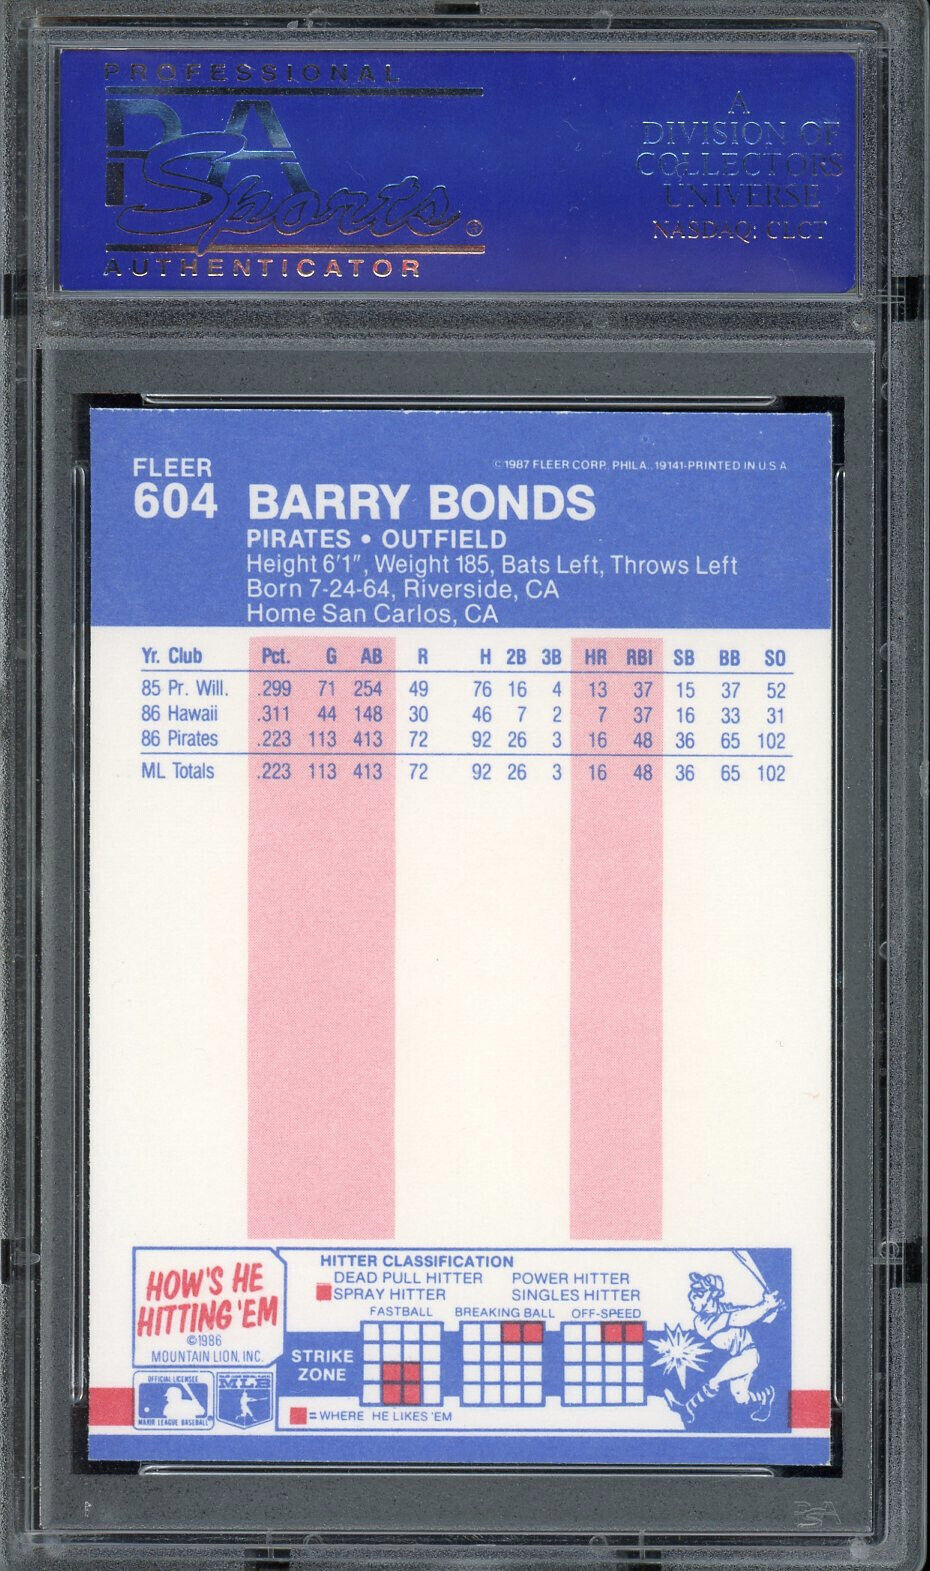 PROFESSIONAL
PSA
Sports®
AUTHENTICATOR
A
DIVISION OF
COLLECTORS
UNIVERSE
NASDAQ: CLCT
FLEER
© 1987 FLEER CORP. PHILA. 19141-PRINTED IN U.S.A.
604 BARRY BONDS
PIRATES • OUTFIELD
Height 6'1", Weight 185, Bats Left, Throws Left
Born 7-24-64, Riverside, CA
Home San Carlos, CA
Yr. Club Pct. G AB R H 2B 3B HR RBI SB BB SO
85 Pr. Will. .299 71 254 49 76 16 4 13 37 15 37 52
86 Hawaii .311 44 148 30 46 7 2 7 37 16 33 31
86 Pirates .223 113 413 72 92 26 3 16 48 36 65 102
ML Totals .223 113 413 72 92 26 3 16 48 36 65 102
HOW'S HE
HITTING 'EM
©1986
MOUNTAIN LION, INC.
HITTER CLASSIFICATION
DEAD PULL HITTER POWER HITTER
SPRAY HITTER SINGLES HITTER
FASTBALL BREAKING BALL OFF-SPEED
STRIKE
ZONE
=WHERE HE LIKES 'EM
OFFICIAL LICENSEE
MAJOR LEAGUE BASEBALL
MLB
PSA